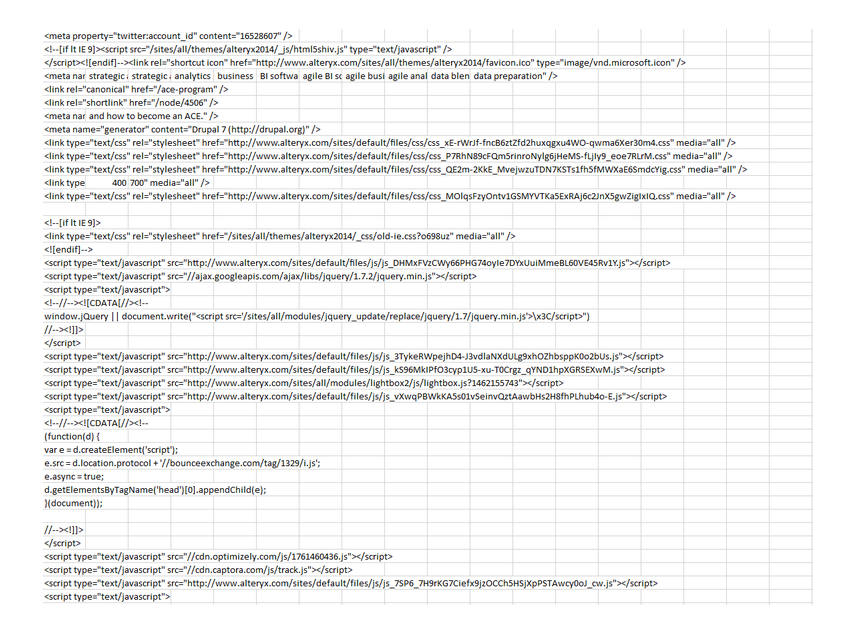 <meta property="twitter:account_id" content="16528607" />
<!--[if lt IE 9]><script src="/sites/all/themes/alteryx2014/_js/html5shiv.js" type="text/javascript" />
</script><![endif]--><link rel="shortcut icon" href="http://www.alteryx.com/sites/all/themes/alteryx2014/favicon.ico" type="image/vnd.microsoft.icon" />
<meta nar strategic strategic analytics business BI softwa agile BI sc agile busi agile anal data blen data preparation" />
<link rel="canonical" href="/ace-program" />
<link rel="shortlink" href="/node/4506" />
<meta nar and how to become an ACE." />
<meta name="generator" content="Drupal 7 (http://drupal.org)" />
<link type="text/css" rel="stylesheet" href="http://www.alteryx.com/sites/default/files/css/css_xE-rWrJf-fncB6ztZfd2huxqgxu4WO-qwma6Xer30m4.css" media="all" />
<link type="text/css" rel="stylesheet" href="http://www.alteryx.com/sites/default/files/css/css_P7RhN89cFQm5rinroNylg6jHeMS-fLjIy9_eoe7RLrM.css" media="all" />
<link type="text/css" rel="stylesheet" href="http://www.alteryx.com/sites/default/files/css/css_QE2m-2KkE_MvejwzuTDN7KSTs1fh5fMWXaE6SmdcYig.css" media="all" />
<link type 400 700" media="all" />
<link type="text/css" rel="stylesheet" href="http://www.alteryx.com/sites/default/files/css/css_MOlqsFzyOntv1GSMYVTKa5ExRAj6c2JnX5gwZigIxIQ.css" media="all" />
<!--[if lt IE 9]>
<link type="text/css" rel="stylesheet" href="/sites/all/themes/alteryx2014/_css/old-ie.css?o698uz" media="all" />
<![endif]-->
<script type="text/javascript" src="http://www.alteryx.com/sites/default/files/js/js_DHMxFVzCWy66PHG74oyIe7DYxUuiMmeBL60VE45Rv1Y.js"></script>
<script type="text/javascript" src="//ajax.googleapis.com/ajax/libs/jquery/1.7.2/jquery.min.js"></script>
<script type="text/javascript">
<!--//--><![CDATA[//><!--
window.jQuery || document.write("<script src='/sites/all/modules/jquery_update/replace/jquery/1.7/jquery.min.js'>\x3C/script>")
//--><!]]>
</script>
<script type="text/javascript" src="http://www.alteryx.com/sites/default/files/js/js_3TykeRWpejhD4-J3vdlaNXdULg9xhOZhbsppK0o2bUs.js"></script>
<script type="text/javascript" src="http://www.alteryx.com/sites/default/files/js/js_kS96MkIPfO3cyp1U5-xu-T0Crgz_qYND1hpXGRSEXwM.js"></script>
<script type="text/javascript" src="http://www.alteryx.com/sites/all/modules/lightbox2/js/lightbox.js?1462155743"></script>
<script type="text/javascript" src="http://www.alteryx.com/sites/default/files/js/js_vXwqPBWkKA5s01vSeinvQztAawbHs2H8fhPLhub4o-E.js"></script>
<script type="text/javascript">
<!--//--><![CDATA[//><!--
(function(d) {
var e = d.createElement('script');
e.src = d.location.protocol + '//bounceexchange.com/tag/1329/i.js';
e.async = true;
d.getElementsByTagName('head')[0].appendChild(e);
}(document));
//--><!]]>
</script>
<script type="text/javascript" src="//cdn.optimizely.com/js/1761460436.js"></script>
<script type="text/javascript" src="//cdn.captora.com/js/track.js"></script>
<script type="text/javascript" src="http://www.alteryx.com/sites/default/files/js/js_7SP6_7H9rKG7Ciefx9jzOCCh5HSjXpPSTAwcy0oJ_cw.js"></script>
<script type="text/javascript">